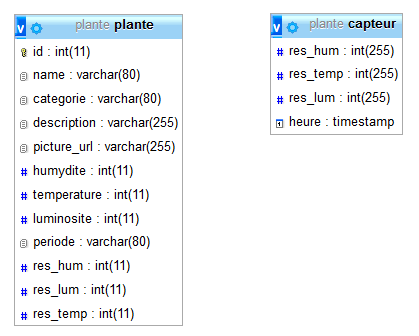 v plante plante
id : int(11)
name : varchar(80)
categorie : varchar(80)
description : varchar(255)
picture_url : varchar(255)
# humydite : int(11)
# temperature : int(11)
# luminosite : int(11)
periode : varchar(80)
# res_hum : int(11)
# res_lum : int(11)
# res_temp : int(11)
v plante capteur
# res_hum : int(255)
# res_temp : int(255)
# res_lum : int(255)
heure : timestamp